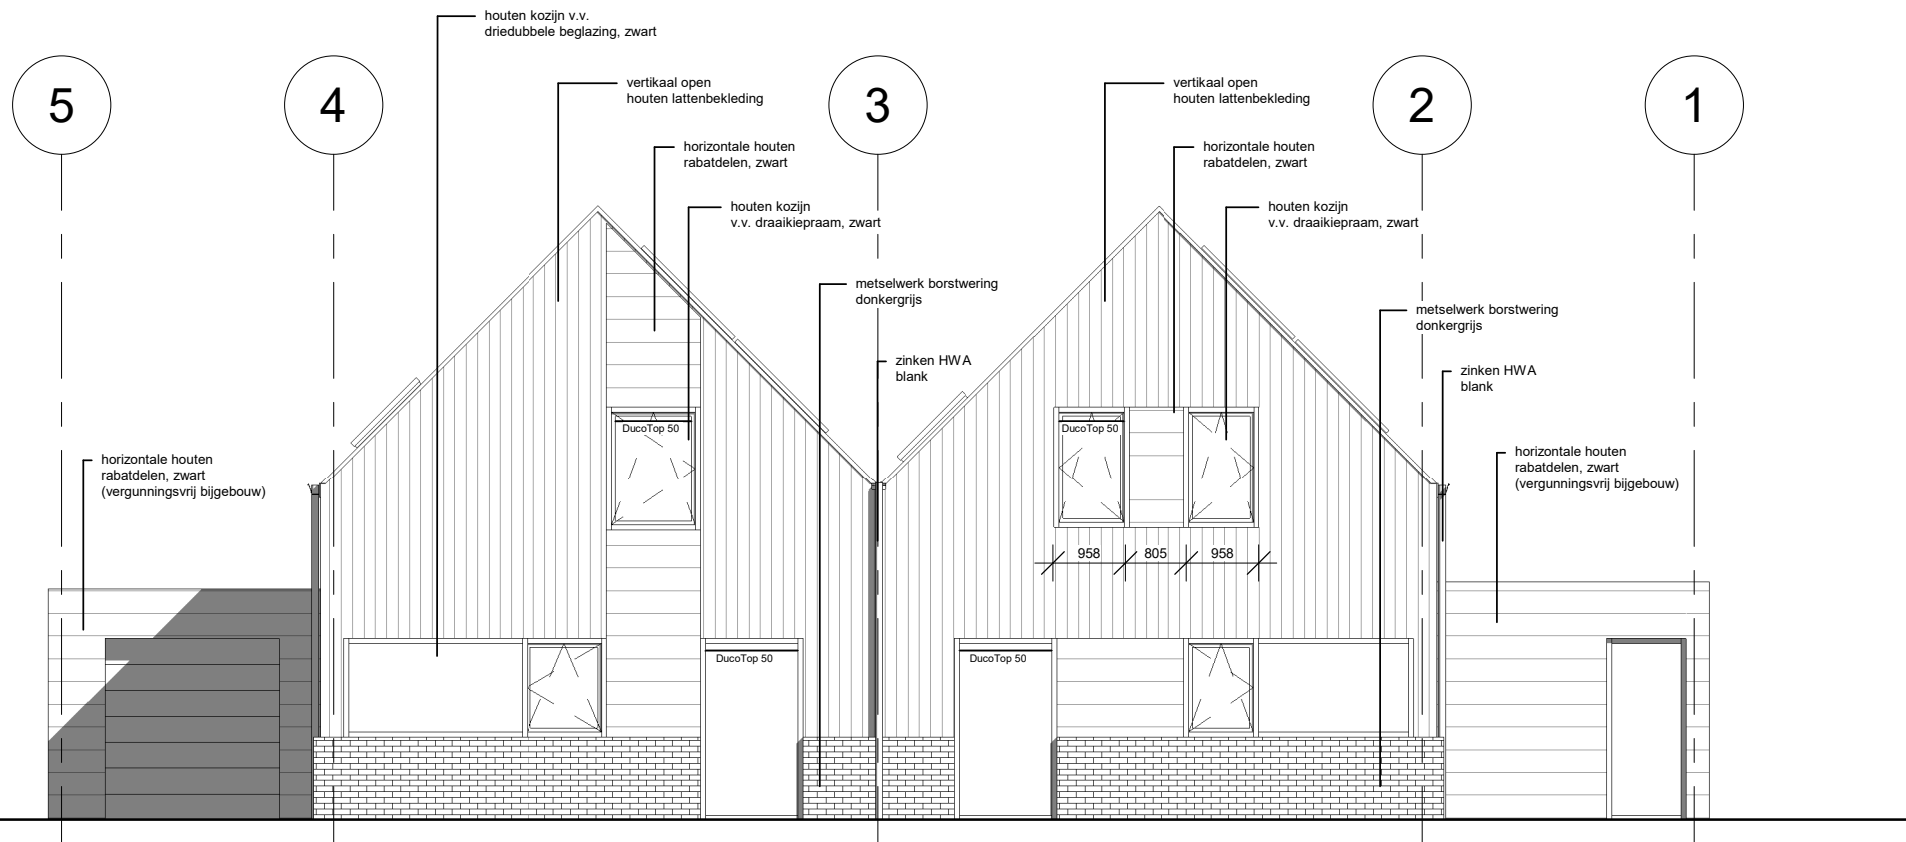 houten kozijn v.v.
driedubbele beglazing, zwart
5
4
3
2
1
vertikaal open
houten lattenbekleding
vertikaal open
houten lattenbekleding
horizontale houten
rabatdelen, zwart
horizontale houten
rabatdelen, zwart
houten kozijn
v.v. draaikiepraam, zwart
houten kozijn
v.v. draaikiepraam, zwart
metselwerk borstwering
donkergrijs
metselwerk borstwering
donkergrijs
zinken HWA
blank
zinken HWA
blank
DucoTop 50
DucoTop 50
horizontale houten
rabatdelen, zwart
(vergunningsvrij bijgebouw)
horizontale houten
rabatdelen, zwart
(vergunningsvrij bijgebouw)
958
805
958
DucoTop 50
DucoTop 50